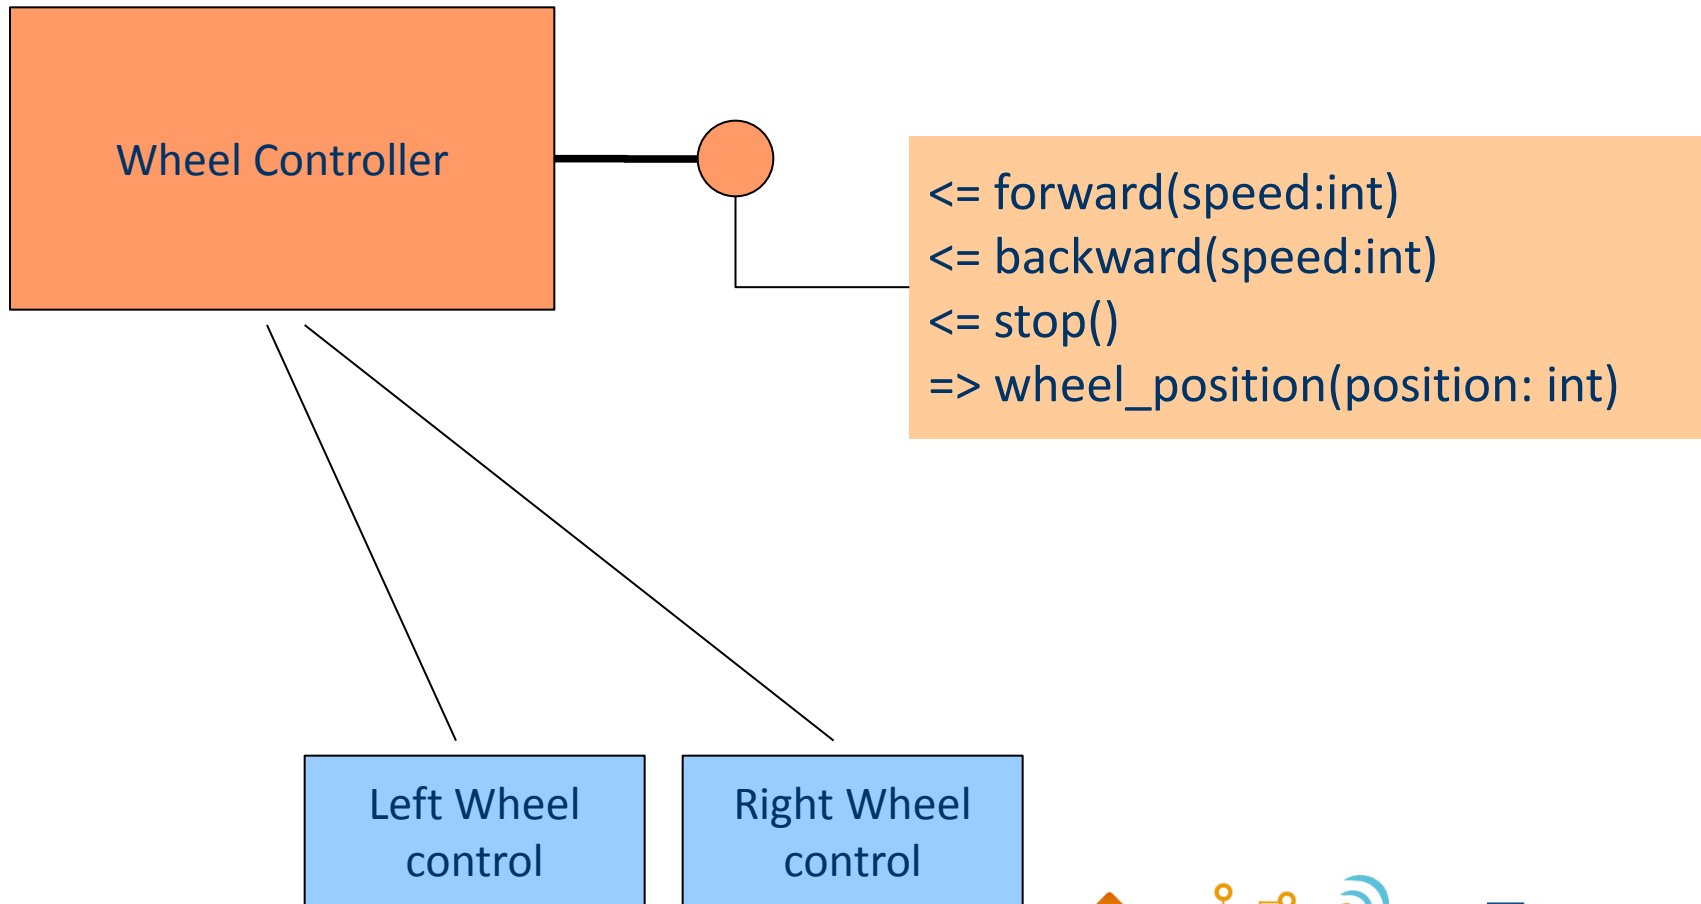 Wheel Controller
<= forward(speed:int)
<= backward(speed:int)
<= stop()
=> wheel_position(position: int)
Left Wheel
control
Right Wheel
control